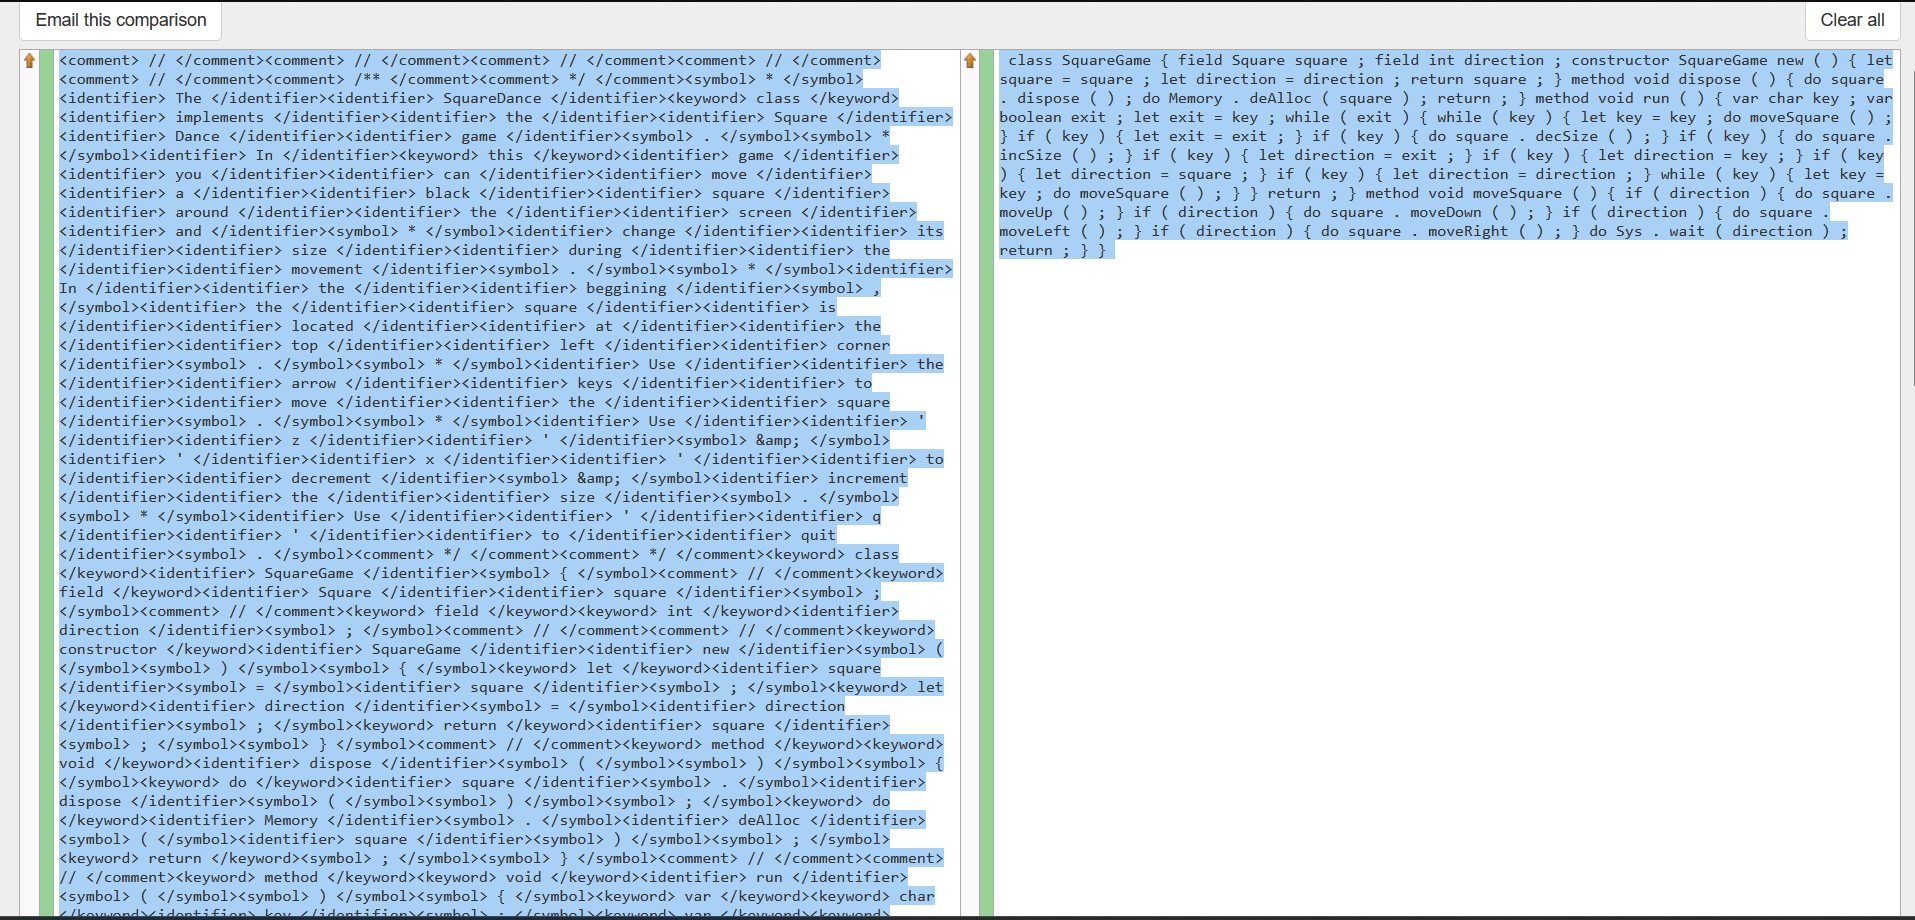 Email this comparison
Clear all
<comment> // </comment><comment> // </comment><comment> // </comment><comment> // </comment>
<comment> // </comment><comment> /** </comment><comment> */ </comment><symbol> * </symbol>
<identifier> The </identifier><identifier> SquareDance </identifier><keyword> class </keyword>
<identifier> implements </identifier><identifier> the </identifier><identifier> Square </identifier>
<identifier> Dance </identifier><identifier> game </identifier><symbol> . </symbol><symbol> *
</symbol><identifier> In </identifier><keyword> this </keyword><identifier> game </identifier>
<identifier> you </identifier><identifier> can </identifier><identifier> move </identifier>
<identifier> a </identifier><identifier> black </identifier><identifier> square </identifier>
<identifier> around </identifier><identifier> the </identifier><identifier> screen </identifier>
<identifier> and </identifier><symbol> * </symbol><identifier> change </identifier><identifier> its
</identifier><identifier> size </identifier><identifier> during </identifier><identifier> the
</identifier><identifier> movement </identifier><symbol> . </symbol><symbol> * </symbol><identifier>
In </identifier><identifier> the </identifier><identifier> beggining </identifier><symbol> ,
</symbol><identifier> the </identifier><identifier> square </identifier><identifier> is
</identifier><identifier> located </identifier><identifier> at </identifier><identifier> the
</identifier><identifier> top </identifier><identifier> left </identifier><identifier> corner
</identifier><symbol> . </symbol><symbol> * </symbol><identifier> Use </identifier><identifier> the
</identifier><identifier> arrow </identifier><identifier> keys </identifier><identifier> to
</identifier><identifier> move </identifier><identifier> the </identifier><identifier> square
</identifier><symbol> . </symbol><symbol> * </symbol><identifier> Use </identifier><identifier> '
</identifier><identifier> z </identifier><identifier> ' </identifier><symbol> &amp; </symbol>
<identifier> ' </identifier><identifier> x </identifier><identifier> ' </identifier><identifier> to
</identifier><identifier> decrement </identifier><symbol> &amp; </symbol><identifier> increment
</identifier><identifier> the </identifier><identifier> size </identifier><symbol> . </symbol>
<symbol> * </symbol><identifier> Use </identifier><identifier> ' </identifier><identifier> q
</identifier><identifier> ' </identifier><identifier> to </identifier><identifier> quit
</identifier><symbol> . </symbol><comment> */ </comment><comment> */ </comment><keyword> class
</keyword><identifier> SquareGame </identifier><symbol> { </symbol><comment> // </comment><keyword>
field </keyword><identifier> Square </identifier><identifier> square </identifier><symbol> ;
</symbol><comment> // </comment><keyword> field </keyword><keyword> int </keyword><identifier>
direction </identifier><symbol> ; </symbol><comment> // </comment><comment> // </comment><keyword>
constructor </keyword><identifier> SquareGame </identifier><identifier> new </identifier><symbol> (
</symbol><symbol> ) </symbol><symbol> { </symbol><keyword> let </keyword><identifier> square
</identifier><symbol> = </symbol><identifier> square </identifier><symbol> ; </symbol><keyword> let
</keyword><identifier> direction </identifier><symbol> = </symbol><identifier> direction
</identifier><symbol> ; </symbol><keyword> return </keyword><identifier> square </identifier>
<symbol> ; </symbol><symbol> } </symbol><comment> // </comment><keyword> method </keyword><keyword>
void </keyword><identifier> dispose </identifier><symbol> ( </symbol><symbol> ) </symbol><symbol> {
</symbol><keyword> do </keyword><identifier> square </identifier><symbol> . </symbol><identifier>
dispose </identifier><symbol> ( </symbol><symbol> ) </symbol><symbol> ; </symbol><keyword> do
</keyword><identifier> Memory </identifier><symbol> . </symbol><identifier> deAlloc </identifier>
<symbol> ( </symbol><identifier> square </identifier><symbol> ) </symbol><symbol> ; </symbol>
<keyword> return </keyword><symbol> ; </symbol><symbol> } </symbol><comment> // </comment><comment>
// </comment><keyword> method </keyword><keyword> void </keyword><identifier> run </identifier>
<symbol> ( </symbol><symbol> ) </symbol><symbol> { </symbol><keyword> var </keyword><keyword> char
</keyword><identifier> key </identifier><symbol> ; </symbol><keyword> var </keyword><keyword>
class SquareGame { field Square square ; field int direction ; constructor SquareGame new ( ) { let
square = square ; let direction = direction ; return square ; } method void dispose ( ) { do square
. dispose ( ) ; do Memory . deAlloc ( square ) ; return ; } method void run ( ) { var char key ; var
boolean exit ; let exit = key ; while ( exit ) { while ( key ) { let key = key ; do moveSquare ( ) ;
} if ( key ) { let exit = exit ; } if ( key ) { do square . decSize ( ) ; } if ( key ) { do square .
incSize ( ) ; } if ( key ) { let direction = exit ; } if ( key ) { let direction = key ; } if ( key
) { let direction = square ; } if ( key ) { let direction = direction ; } while ( key ) { let key =
key ; do moveSquare ( ) ; } } return ; } method void moveSquare ( ) { if ( direction ) { do square .
moveUp ( ) ; } if ( direction ) { do square . moveDown ( ) ; } if ( direction ) { do square .
moveLeft ( ) ; } if ( direction ) { do square . moveRight ( ) ; } do Sys . wait ( direction ) ;
return ; } }